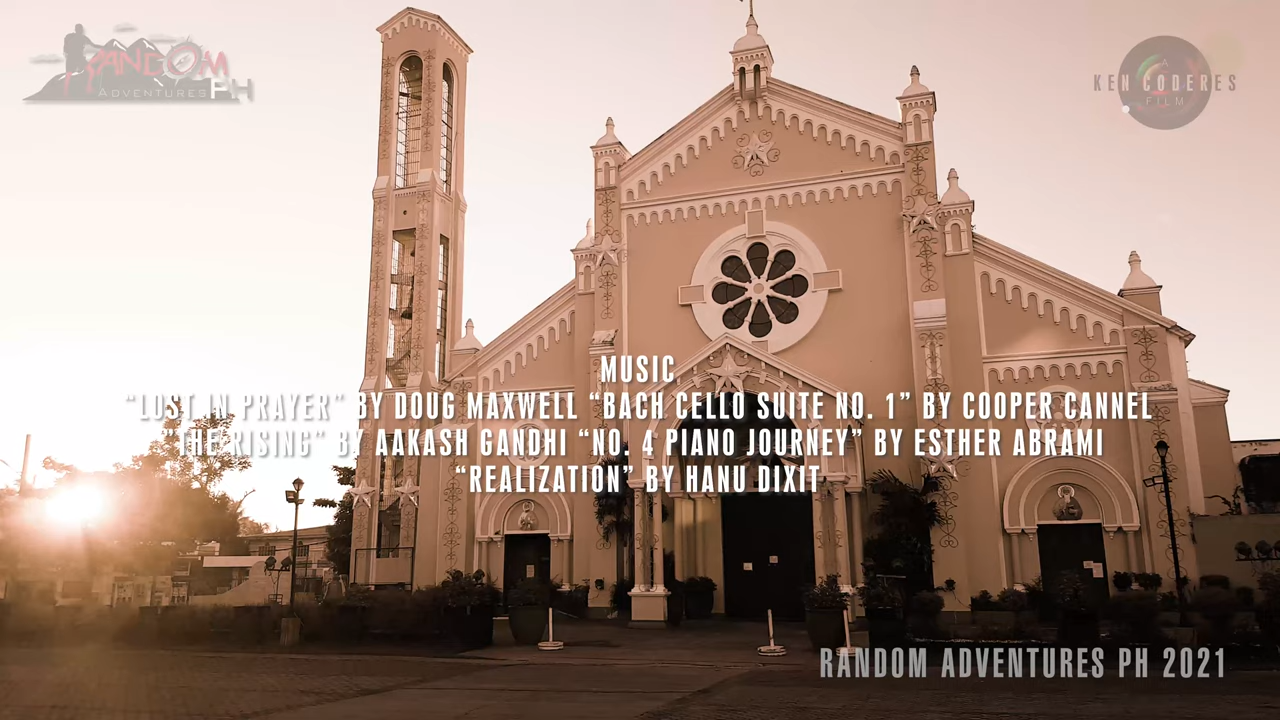 RANDOM
ADVENTURES PH
A
KEN CODERES
FILM
MUSIC
“LOST IN PRAYER” BY DOUG MAXWELL “BACH CELLO SUITE NO. 1” BY COOPER CANNEL
”THE RISING” BY AAKASH GANDHI “NO. 4 PIANO JOURNEY” BY ESTHER ABRAMI
“REALIZATION” BY HANU DIXIT
RANDOM ADVENTURES PH 2021